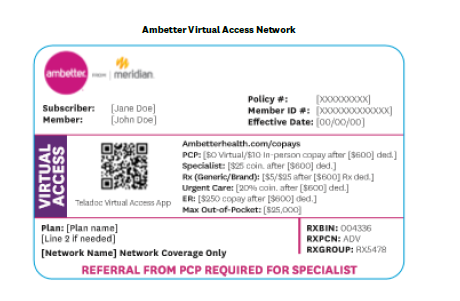 Ambetter Virtual Access Network
ambetter. FROM meridian
Subscriber: [Jane Doe]
Member: [John Doe]
Policy #: [XXXXXXXXX]
Member ID #: [XXXXXXXXXXXXX]
Effective Date: [00/00/00]
VIRTUAL
ACCESS
Teladoc Virtual Access App
Ambetterhealth.com/copays
PCP: [$0 Virtual/$10 In-person copay after [$600] ded.]
Specialist: [$25 coin. after [$600] ded.]
Rx (Generic/Brand): [$5/$25 after [$600] Rx ded.]
Urgent Care: [20% coin. after [$600] ded.]
ER: [$250 copay after [$600] ded.]
Max Out-of-Pocket: [$25,000]
Plan: [Plan name]
[Line 2 if needed]
[Network Name] Network Coverage Only
RXBIN: 004336
RXPCN: ADV
RXGROUP: RX5478
REFERRAL FROM PCP REQUIRED FOR SPECIALIST